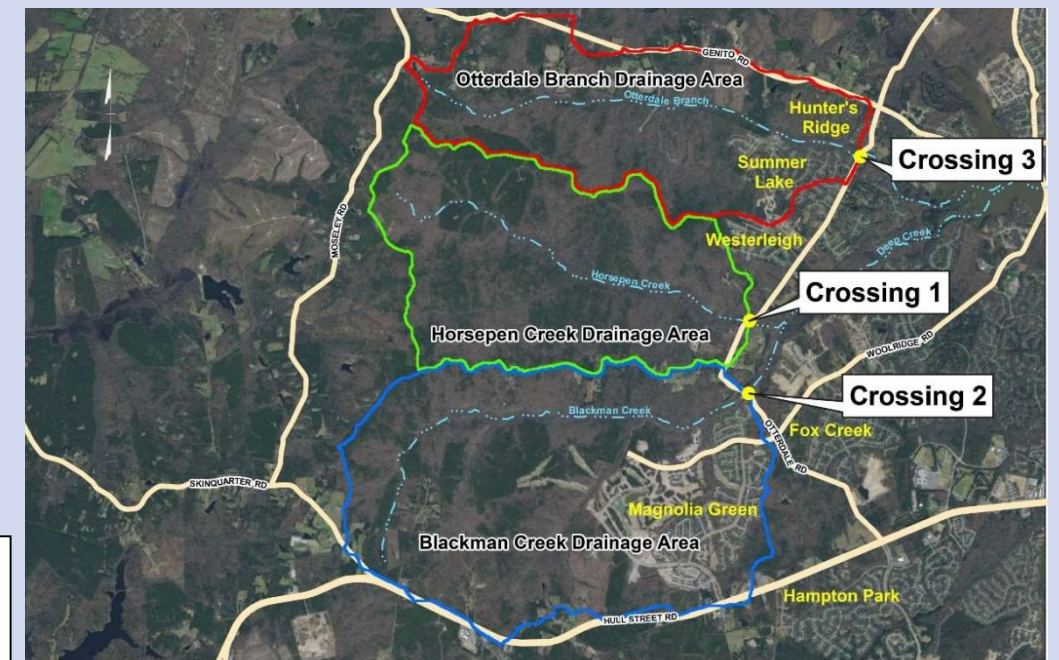 GENITO RD
Otterdale Branch Drainage Area
Otterdale Branch
Hunter's
Ridge
Crossing 3
Summer
Lake
MOSELEY RD
Westerleigh
Deep Creek
Horsepen Creek
Crossing 1
Horsepen Creek Drainage Area
WOOLRIDGE RD
Crossing 2
Blackman Creek
Fox Creek
OTTERDALE RD
SKINQUARTER RD
Magnolia Green
Blackman Creek Drainage Area
Hampton Park
HULL STREET RD